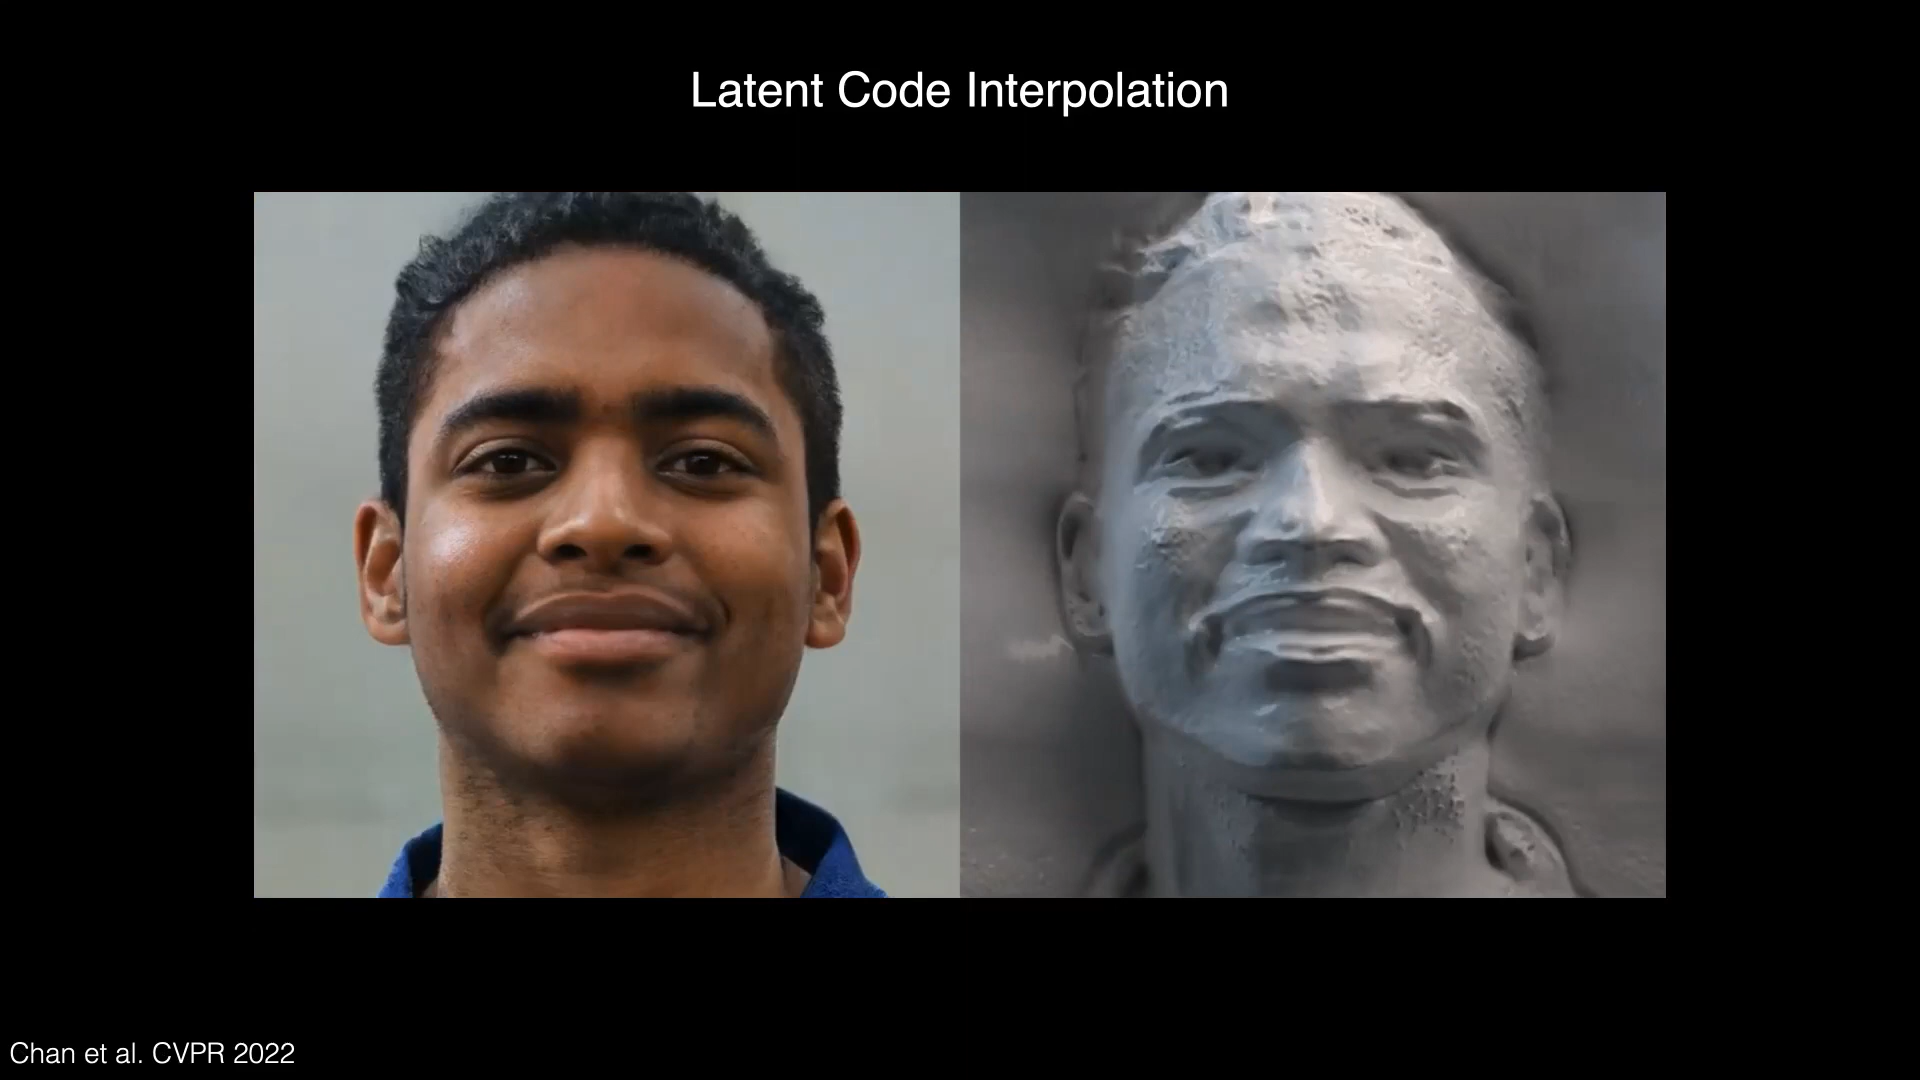 Latent Code Interpolation
Chan et al. CVPR 2022